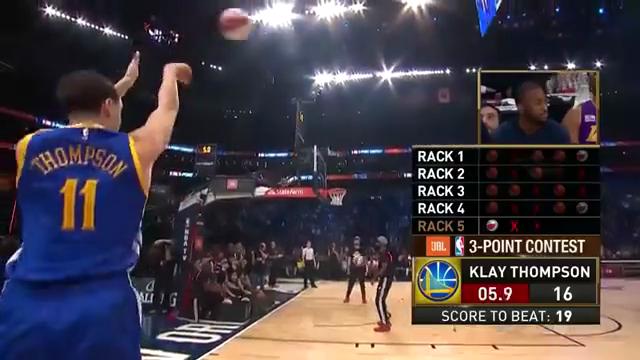 THOMPSON
11
RACK 1
RACK 2
RACK 3
RACK 4
RACK 5
JBL 3-POINT CONTEST
KLAY THOMPSON
05.9 16
SCORE TO BEAT: 19
StateFarm